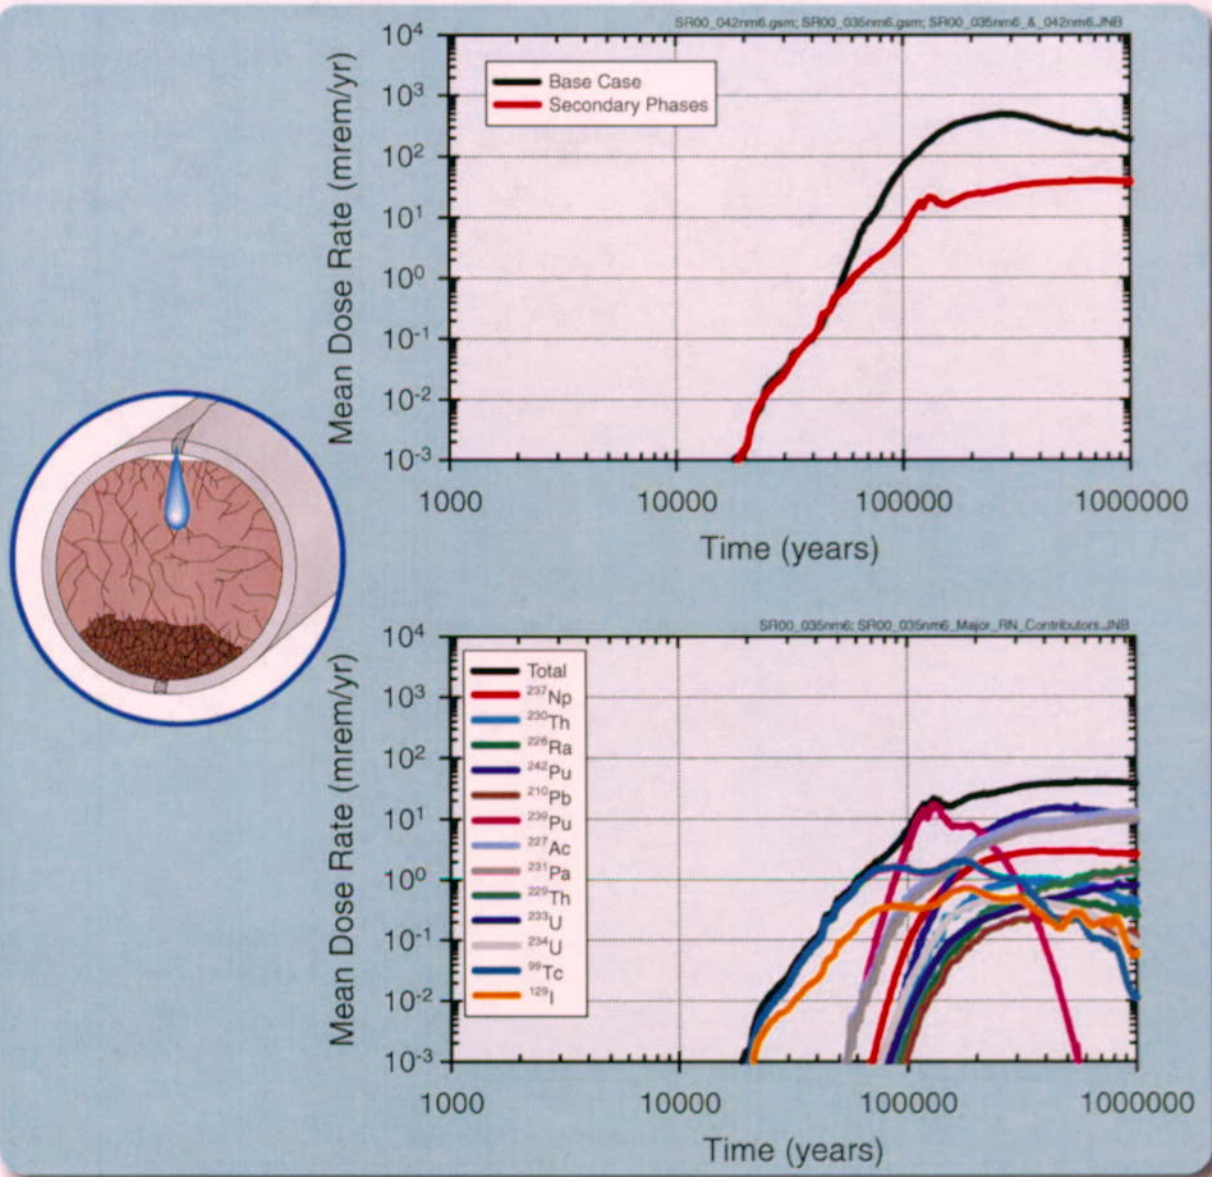 SR00_042nm6.gsm; SR00_035nm6.gsm; SR00_035nm6_&_042nm6.JNB
Mean Dose Rate (mrem/yr)
10⁴
10³
10²
10¹
10⁰
10⁻¹
10⁻²
10⁻³
Base Case
Secondary Phases
1000 10000 100000 1000000
Time (years)
SR00_035nm6; SR00_035nm6_Major_RN_Contributors.JNB
Mean Dose Rate (mrem/yr)
10⁴
10³
10²
10¹
10⁰
10⁻¹
10⁻²
10⁻³
Total
²³⁷Np
²³⁰Th
²²⁶Ra
²⁴²Pu
²¹⁰Pb
²³⁹Pu
²²⁷Ac
²³¹Pa
²²⁹Th
²³³U
²³⁴U
⁹⁹Tc
¹²⁹I
1000 10000 100000 1000000
Time (years)